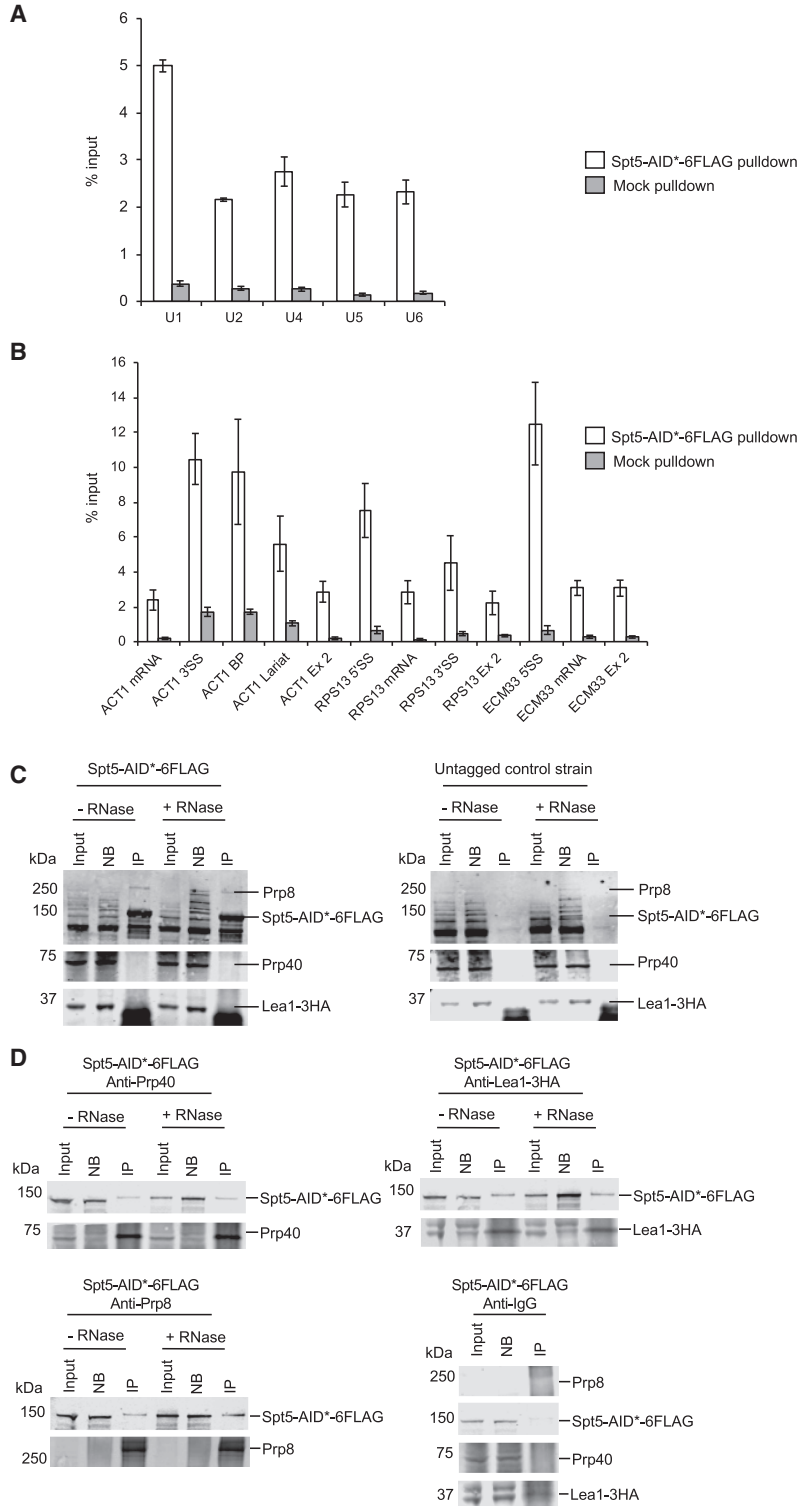 A
6
5
4
3
2
1
0
% input
U1 U2 U4 U5 U6
Spt5-AID*-6FLAG pulldown
Mock pulldown
B
16
14
12
10
8
6
4
2
0
% input
ACT1 mRNA
ACT1 3'SS
ACT1 BP
ACT1 Lariat
ACT1 Ex 2
RPS13 5'SS
RPS13 mRNA
RPS13 3'SS
RPS13 Ex 2
ECM33 5'SS
ECM33 mRNA
ECM33 Ex 2
Spt5-AID*-6FLAG pulldown
Mock pulldown
C
Spt5-AID*-6FLAG
- RNase + RNase
kDa Input NB IP Input NB IP
250 Prp8
150 Spt5-AID*-6FLAG
75 Prp40
37 Lea1-3HA
Untagged control strain
- RNase + RNase
kDa Input NB IP Input NB IP
250 Prp8
150 Spt5-AID*-6FLAG
75 Prp40
37 Lea1-3HA
D
Spt5-AID*-6FLAG
Anti-Prp40
- RNase + RNase
kDa Input NB IP Input NB IP
150 Spt5-AID*-6FLAG
75 Prp40
Spt5-AID*-6FLAG
Anti-Lea1-3HA
- RNase + RNase
kDa Input NB IP Input NB IP
150 Spt5-AID*-6FLAG
37 Lea1-3HA
Spt5-AID*-6FLAG
Anti-Prp8
- RNase + RNase
kDa Input NB IP Input NB IP
150 Spt5-AID*-6FLAG
250 Prp8
Spt5-AID*-6FLAG
Anti-IgG
kDa Input NB IP
250 Prp8
150 Spt5-AID*-6FLAG
75 Prp40
37 Lea1-3HA